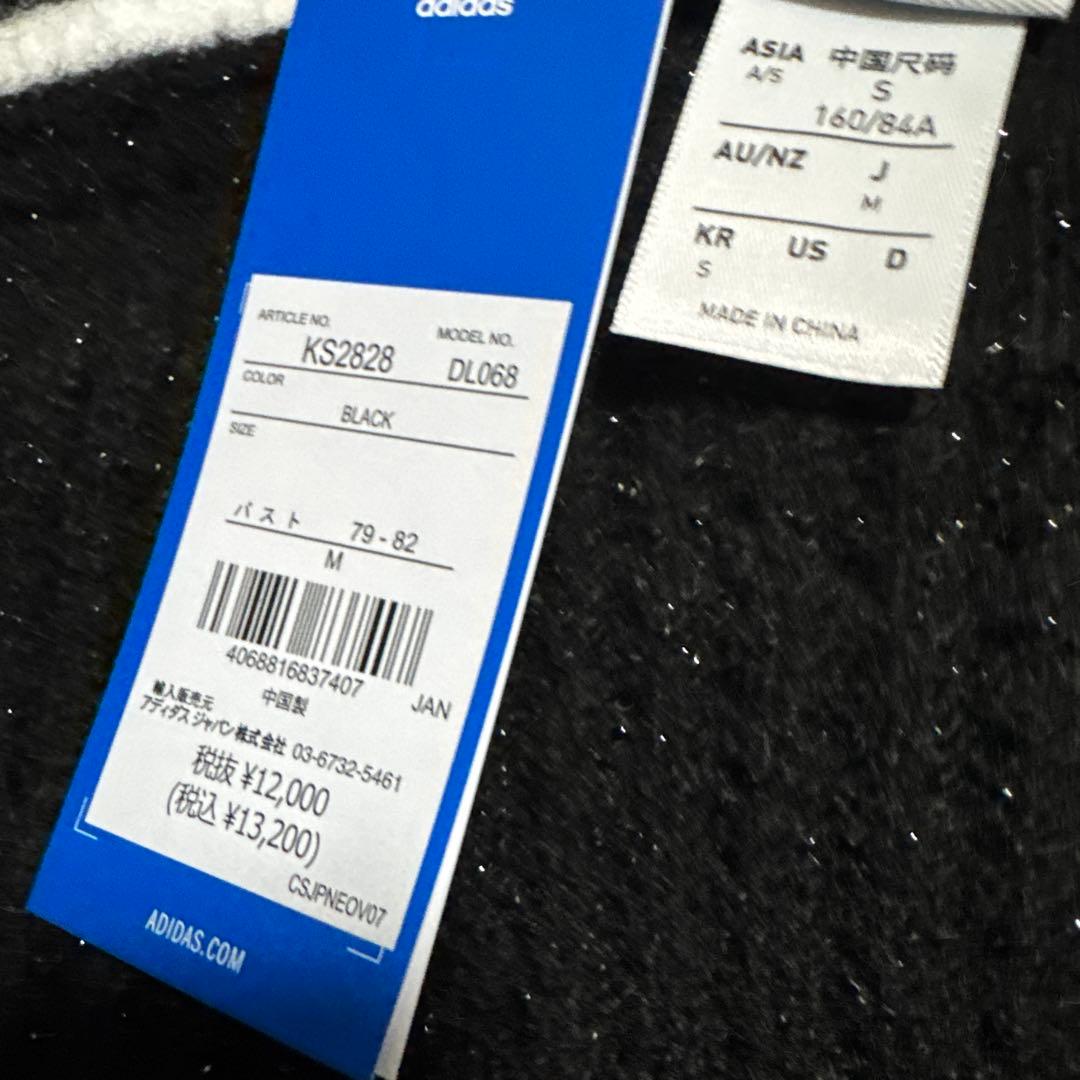 adidas
ARTICLE NO.
MODEL NO.
KS2828
DL068
COLOR
BLACK
SIZE
バスト 79 - 82
M
4068816837407
JAN
輸入販売元 中国製
アディダス ジャパン株式会社 03-6732-5461
税抜 ¥12,000
(税込 ¥13,200)
CSJPNEOV07
ADIDAS.COM
ASIA 中国/尺码
A/S S
160/84A
AU/NZ J
M
KR US D
S
MADE IN CHINA